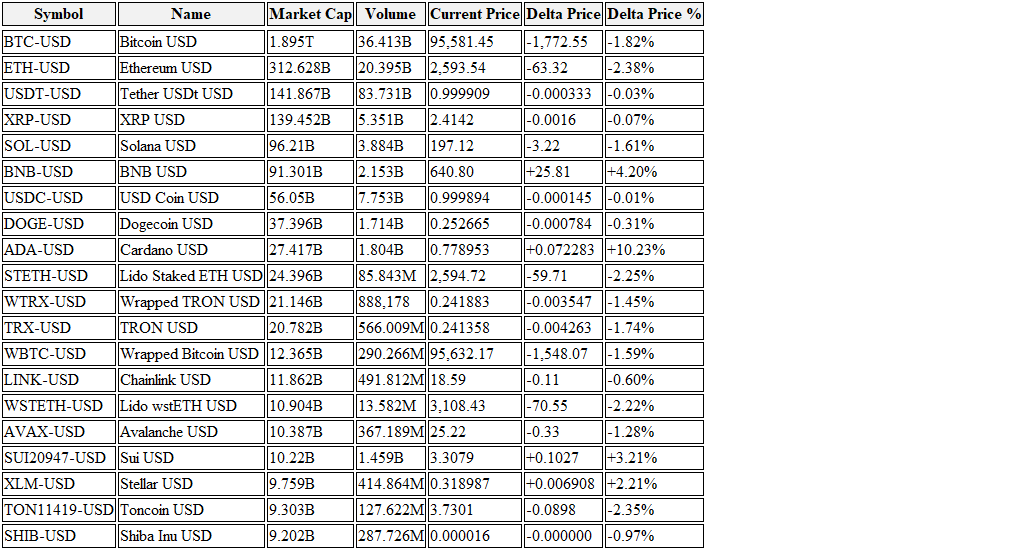 Symbol Name Market Cap Volume Current Price Delta Price Delta Price %
BTC-USD Bitcoin USD 1.895T 36.413B 95,581.45 -1,772.55 -1.82%
ETH-USD Ethereum USD 312.628B 20.395B 2,593.54 -63.32 -2.38%
USDT-USD Tether USDt USD 141.867B 83.731B 0.999909 -0.000333 -0.03%
XRP-USD XRP USD 139.452B 5.351B 2.4142 -0.0016 -0.07%
SOL-USD Solana USD 96.21B 3.884B 197.12 -3.22 -1.61%
BNB-USD BNB USD 91.301B 2.153B 640.80 +25.81 +4.20%
USDC-USD USD Coin USD 56.05B 7.753B 0.999894 -0.000145 -0.01%
DOGE-USD Dogecoin USD 37.396B 1.714B 0.252665 -0.000784 -0.31%
ADA-USD Cardano USD 27.417B 1.804B 0.778953 +0.072283 +10.23%
STETH-USD Lido Staked ETH USD 24.396B 85.843M 2,594.72 -59.71 -2.25%
WTRX-USD Wrapped TRON USD 21.146B 888,178 0.241883 -0.003547 -1.45%
TRX-USD TRON USD 20.782B 566.009M 0.241358 -0.004263 -1.74%
WBTC-USD Wrapped Bitcoin USD 12.365B 290.266M 95,632.17 -1,548.07 -1.59%
LINK-USD Chainlink USD 11.862B 491.812M 18.59 -0.11 -0.60%
WSTETH-USD Lido wstETH USD 10.904B 13.582M 3,108.43 -70.55 -2.22%
AVAX-USD Avalanche USD 10.387B 367.189M 25.22 -0.33 -1.28%
SUI20947-USD Sui USD 10.22B 1.459B 3.3079 +0.1027 +3.21%
XLM-USD Stellar USD 9.759B 414.864M 0.318987 +0.006908 +2.21%
TON11419-USD Toncoin USD 9.303B 127.622M 3.7301 -0.0898 -2.35%
SHIB-USD Shiba Inu USD 9.202B 287.726M 0.000016 -0.000000 -0.97%